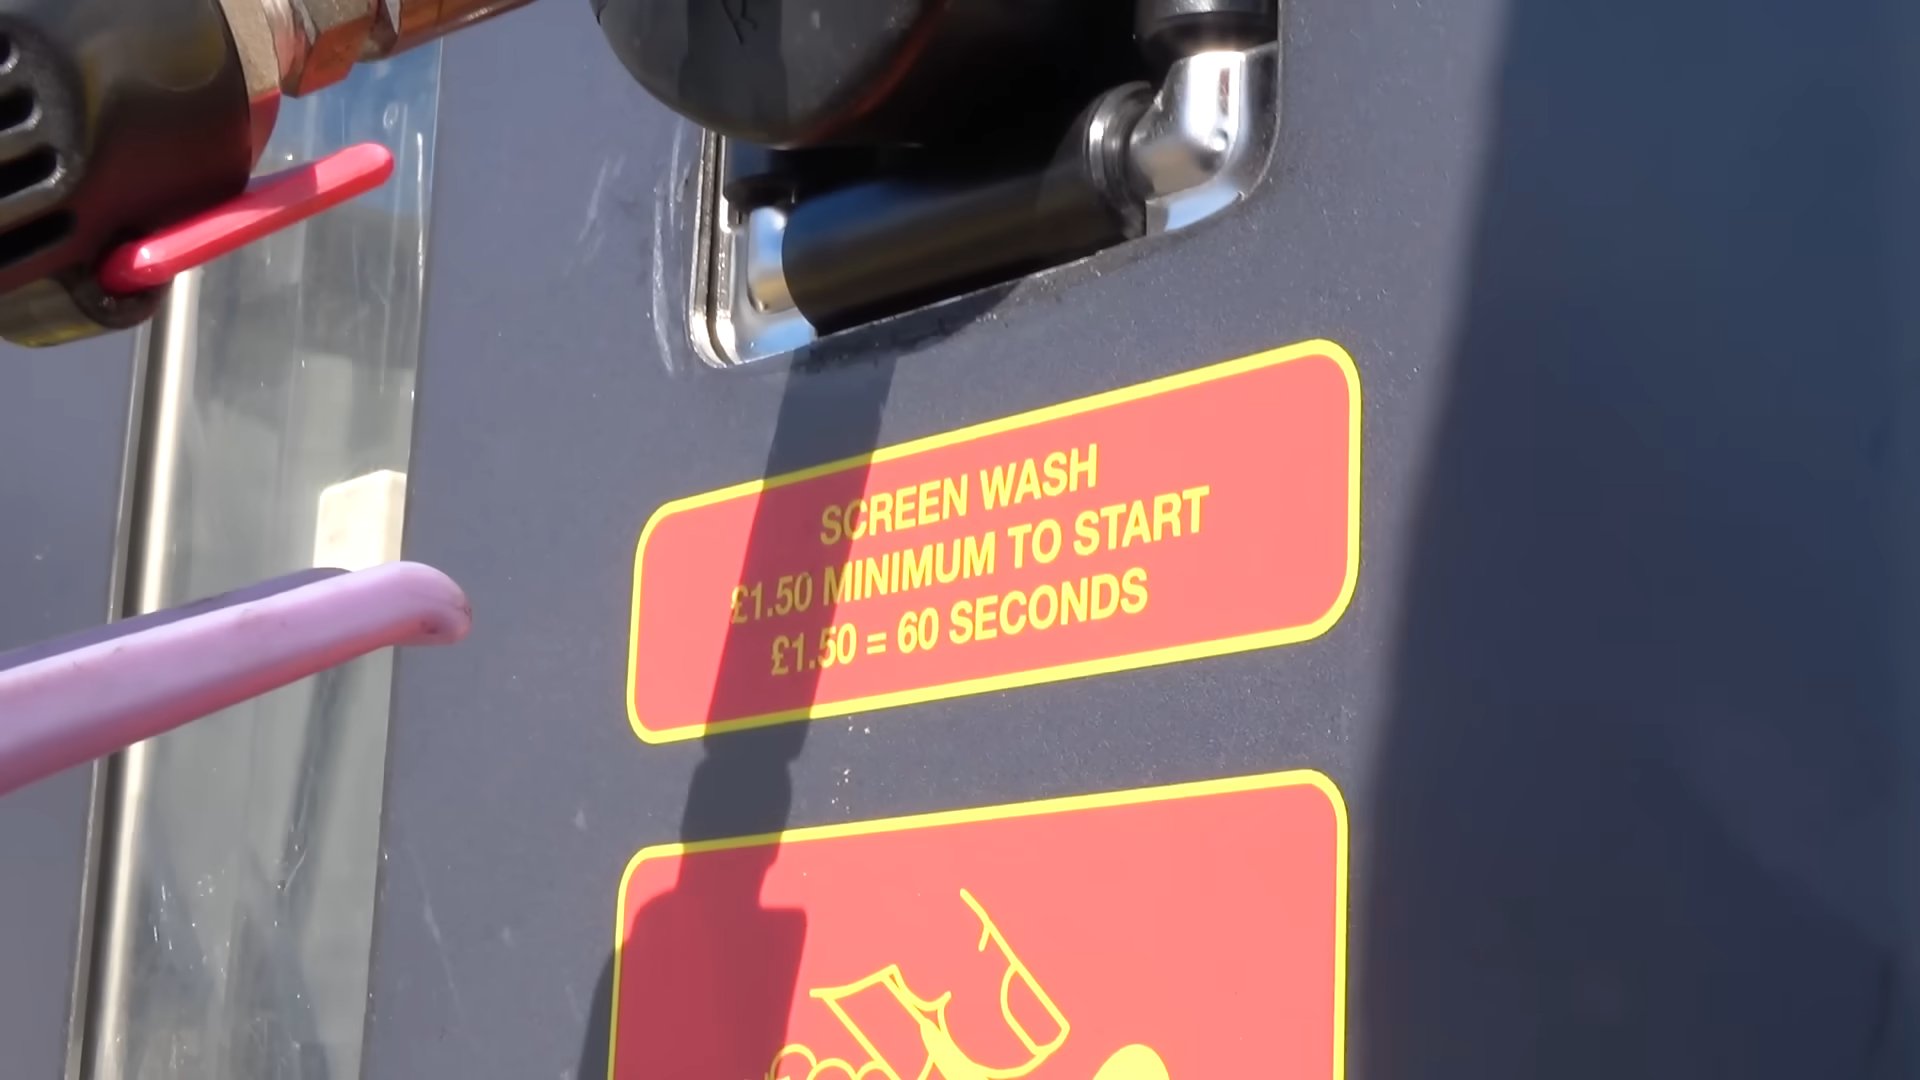 SCREEN WASH
£1.50 MINIMUM TO START
£1.50 = 60 SECONDS